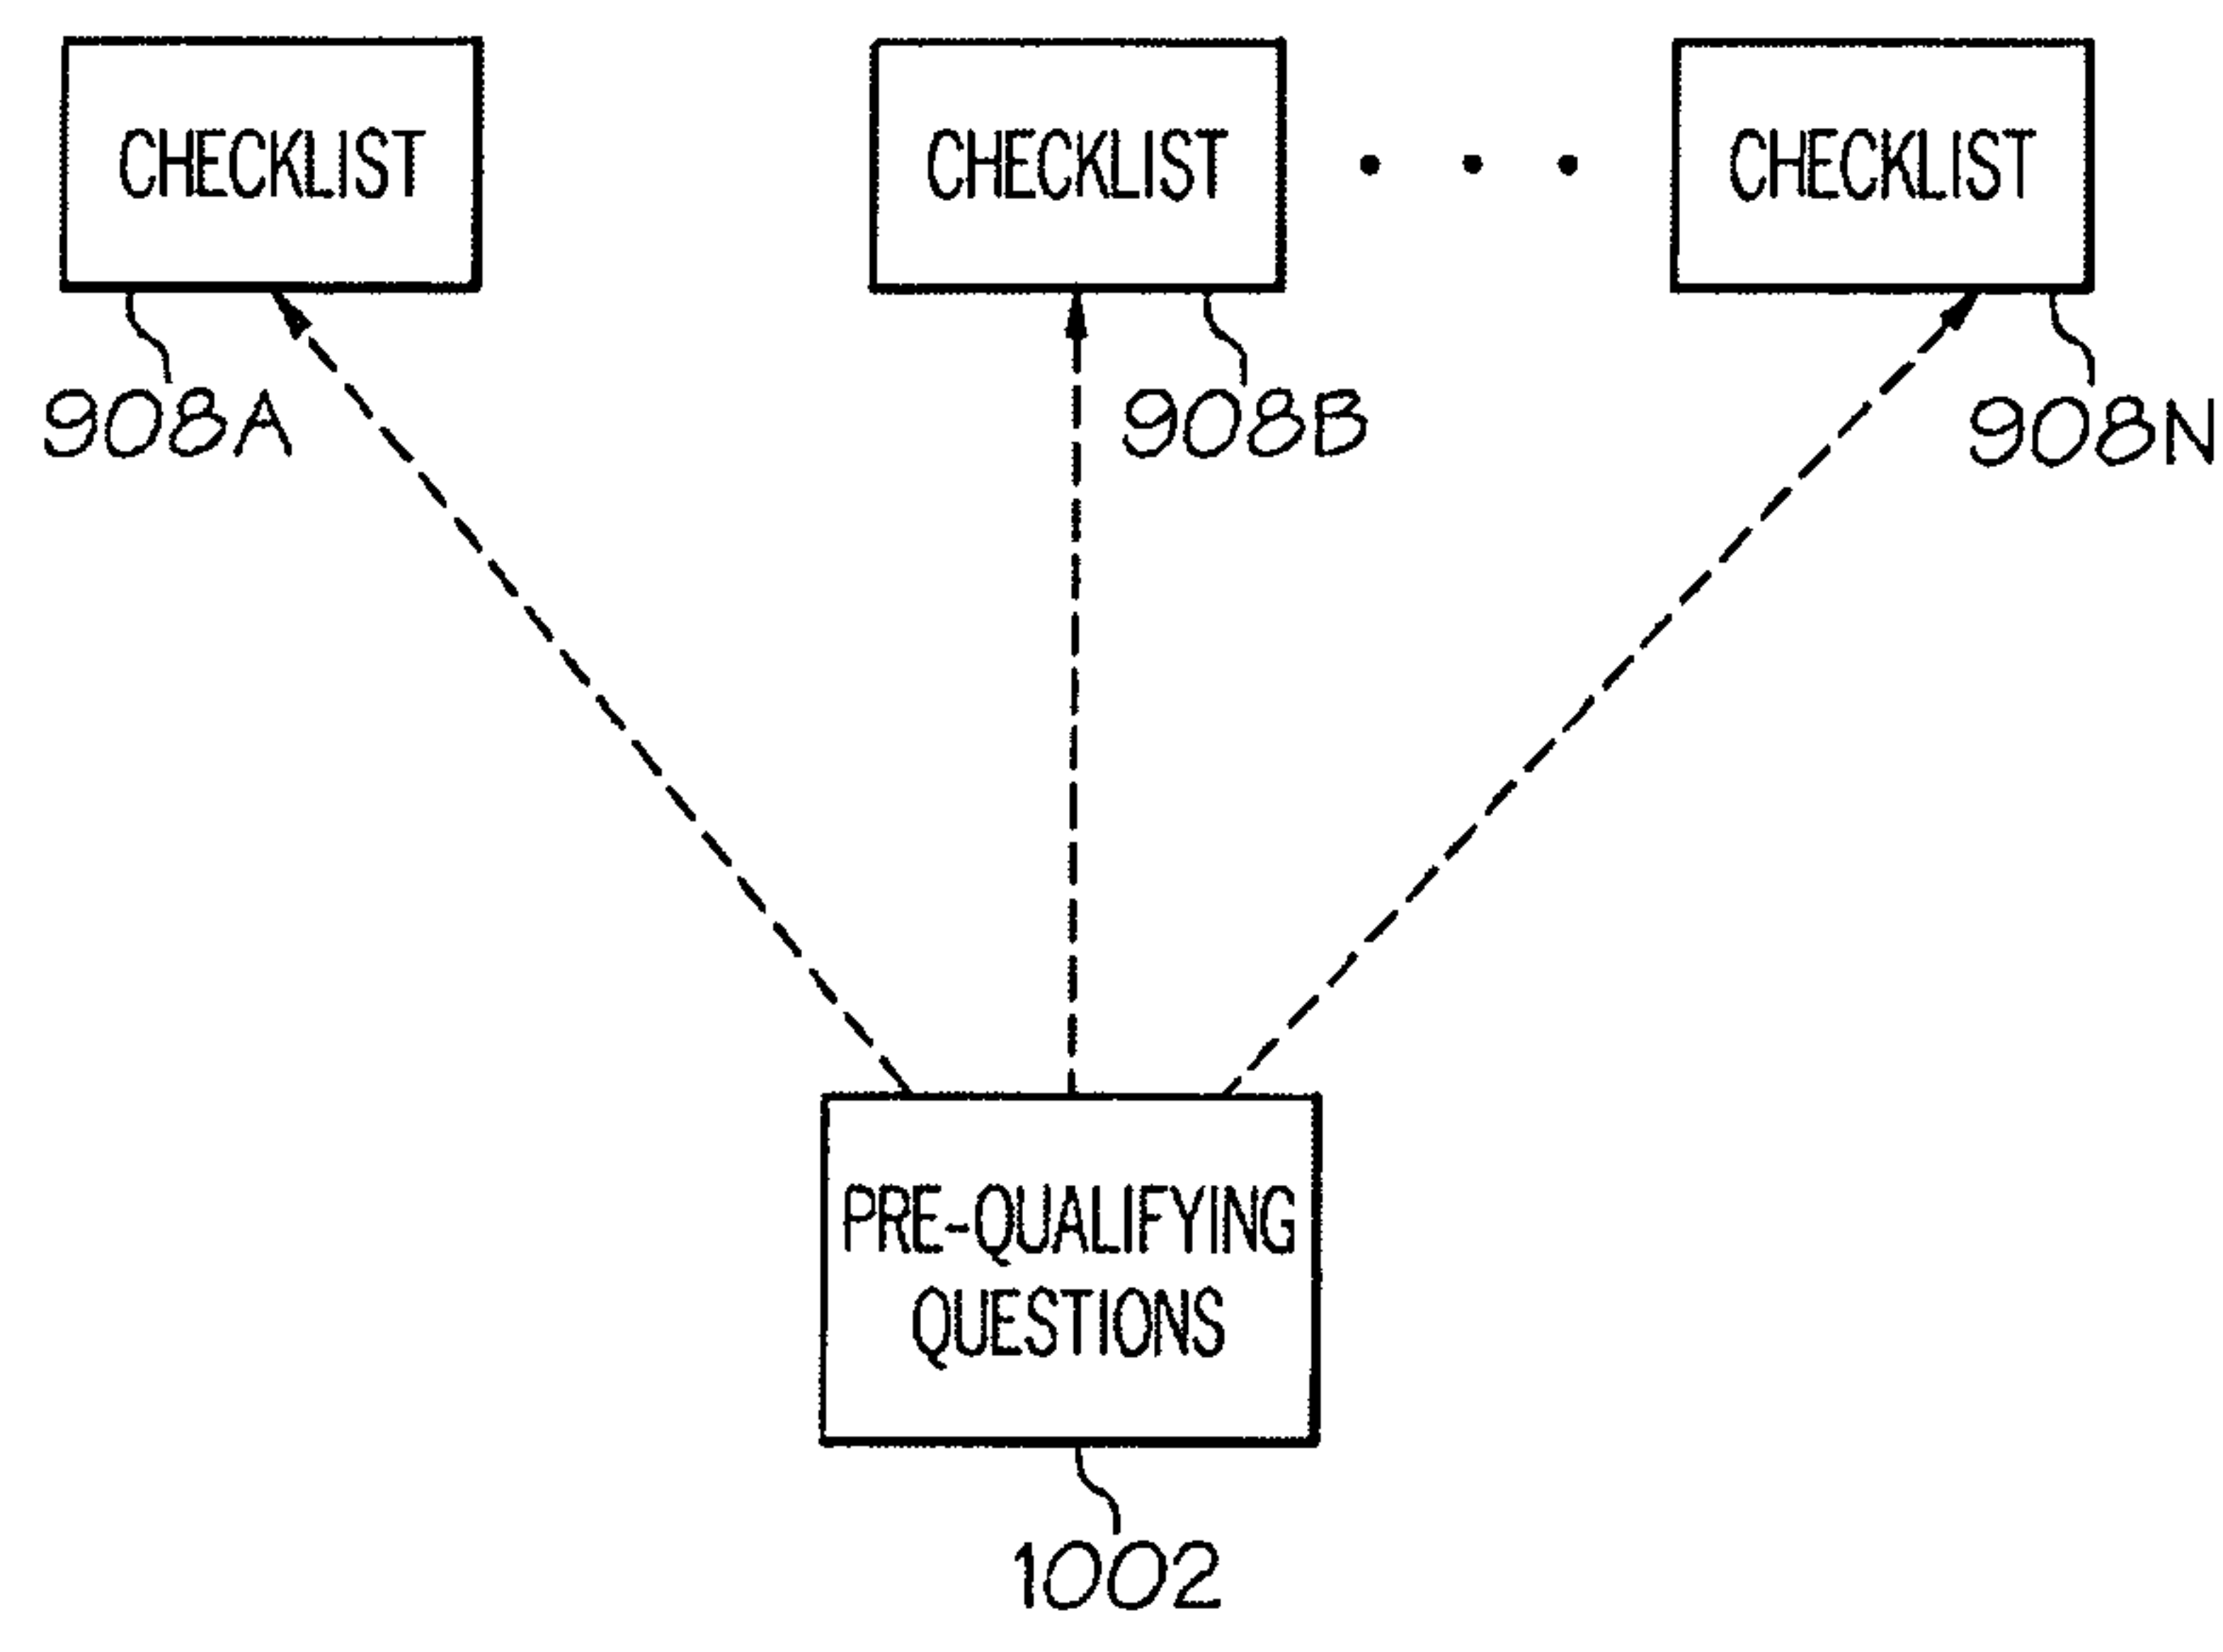 CHECKLIST
CHECKLIST
CHECKLIST
908A
908B
908N
PRE-QUALIFYING
QUESTIONS
1002